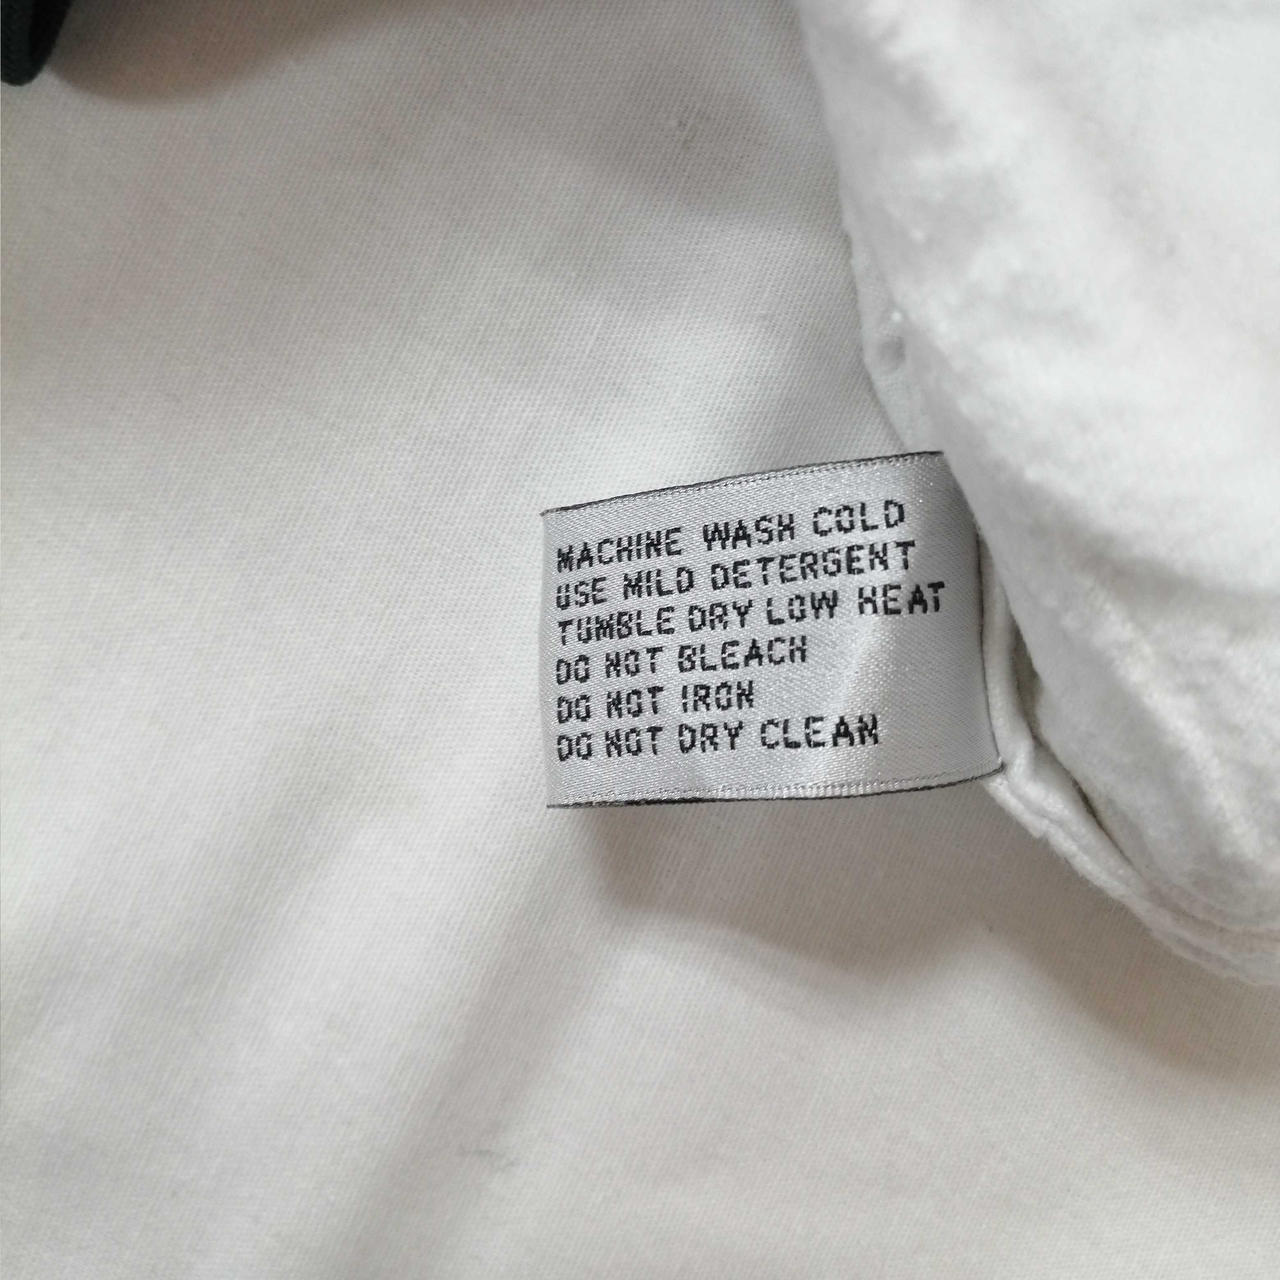 MACHINE WASH COLD
USE MILD DETERGENT
TUMBLE DRY LOW HEAT
DO NOT BLEACH
DO NOT IRON
DO NOT DRY CLEAN